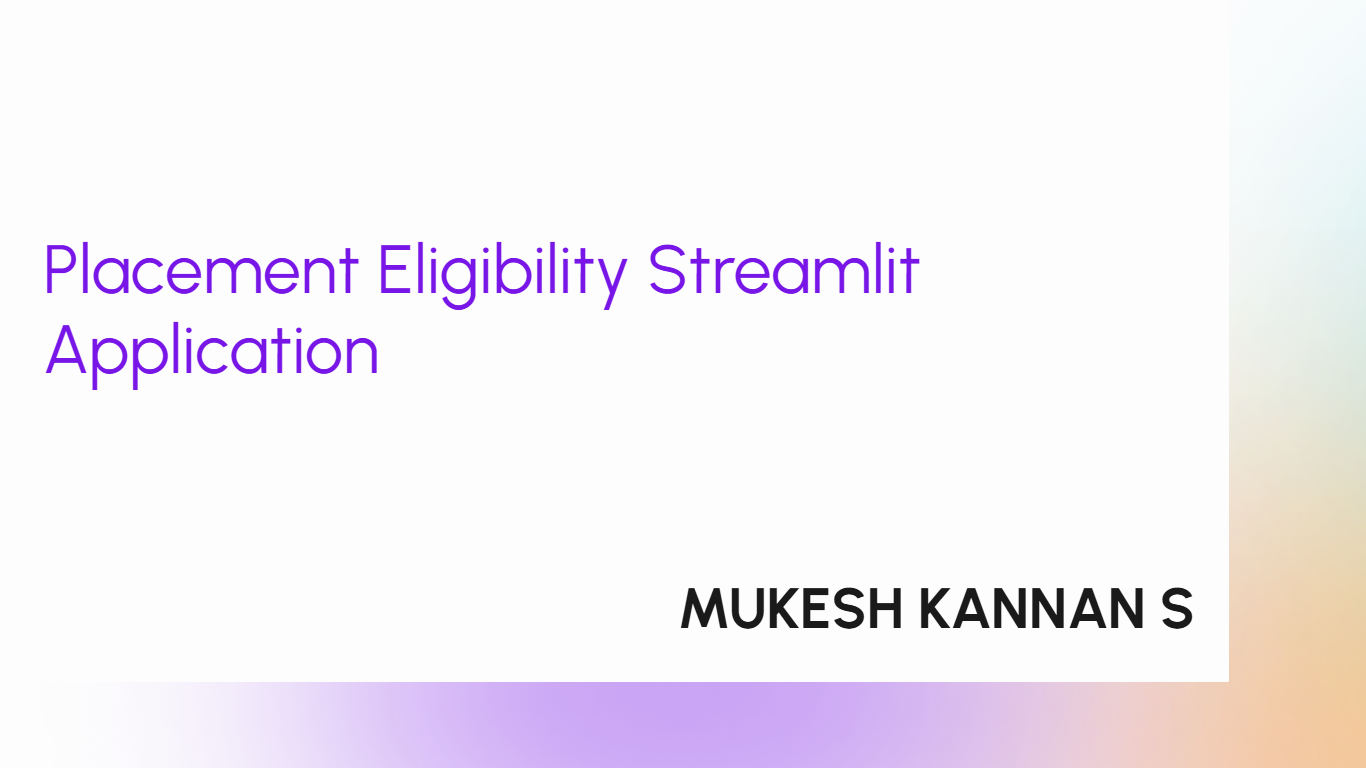 Placement Eligibility Streamlit
Application
MUKESH KANNAN S